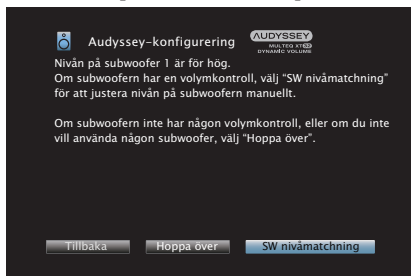 Audyssey–konfigurering
AUDYSSEY
MULTEQ XT32
DYNAMIC VOLUME
Nivån på subwoofer 1 är för hög.
Om subwoofern har en volymkontroll, välj “SW nivåmatchning”
för att justera nivån på subwoofern manuellt.
Om subwoofern inte har någon volymkontroll, eller om du inte
vill använda någon subwoofer, välj “Hoppa över”.
Tillbaka
Hoppa över
SW nivåmatchning